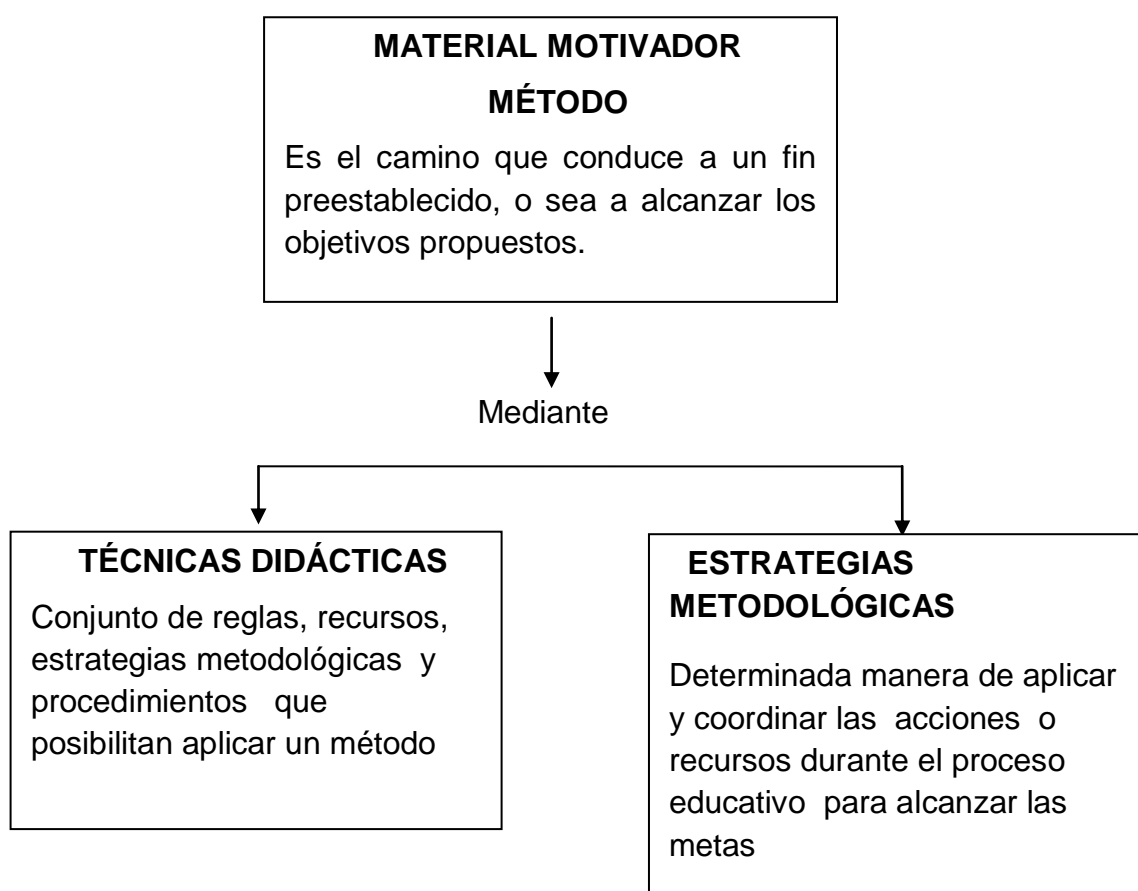 MATERIAL MOTIVADOR
MÉTODO
Es el camino que conduce a un fin
preestablecido, o sea a alcanzar los
objetivos propuestos.
Mediante
TÉCNICAS DIDÁCTICAS
Conjunto de reglas, recursos,
estrategias metodológicas y
procedimientos que
posibilitan aplicar un método
ESTRATEGIAS
METODOLÓGICAS
Determinada manera de aplicar
y coordinar las acciones o
recursos durante el proceso
educativo para alcanzar las
metas